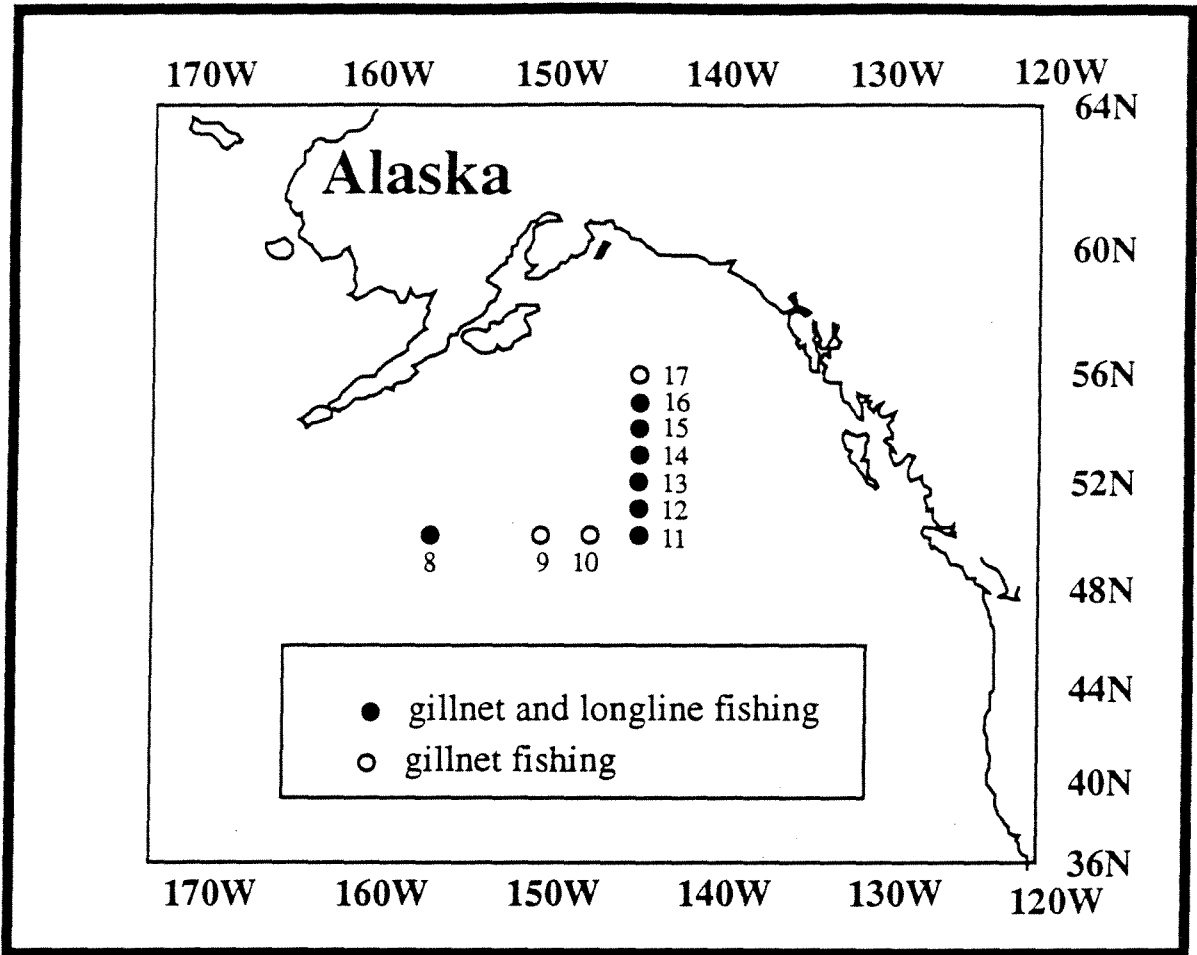 170W 160W 150W 140W 130W 120W
64N
Alaska
60N
56N
17
16
15
14
52N
13
12
11
8 9 10
48N
44N
gillnet and longline fishing
gillnet fishing
40N
36N
170W 160W 150W 140W 130W 120W